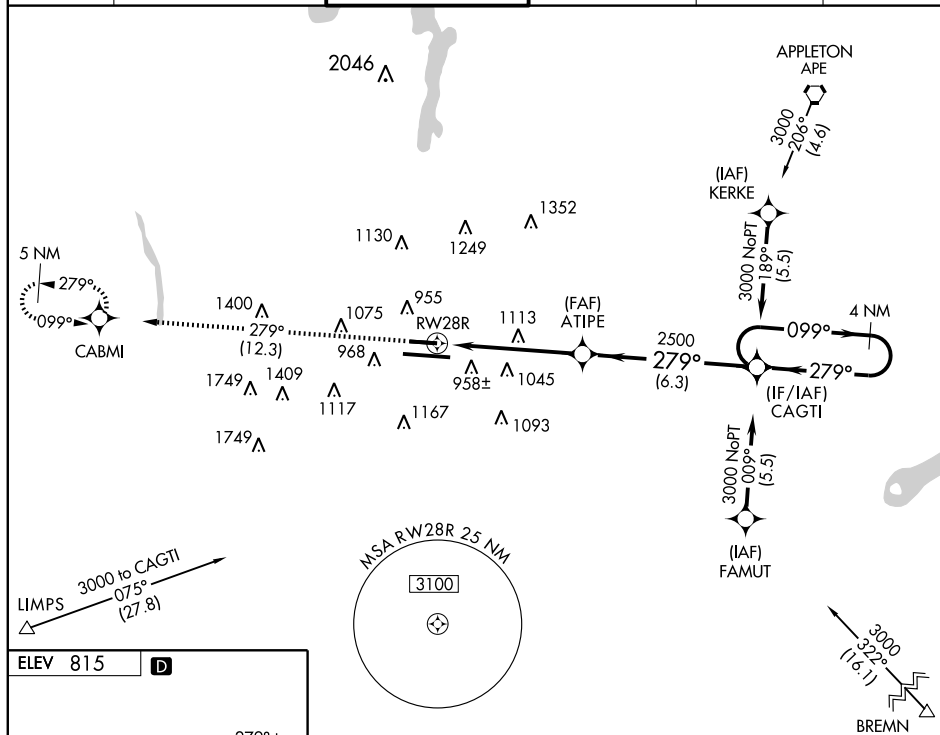 2046
APPLETON
APE
3000
206°
(4.6)
(IAF)
KERKE
1352
1249
1130
3000 NoPT
189°
(5.5)
5 NM
279°
099°
CABMI
4 NM
099°
279°
(IF/IAF)
CAGTI
1400
1075
955
RW28R
1113
(FAF)
ATIPE
2500
279°
(6.3)
279°
(12.3)
968
958±
1045
1749
1409
1117
1167
1093
1749
3000 NoPT
009°
(5.5)
(IAF)
FAMUT
MSA RW28R 25 NM
3100
3000 to CAGTI
075°
(27.8)
LIMPS
3000
322°
(16.1)
BREMN
ELEV 815
D